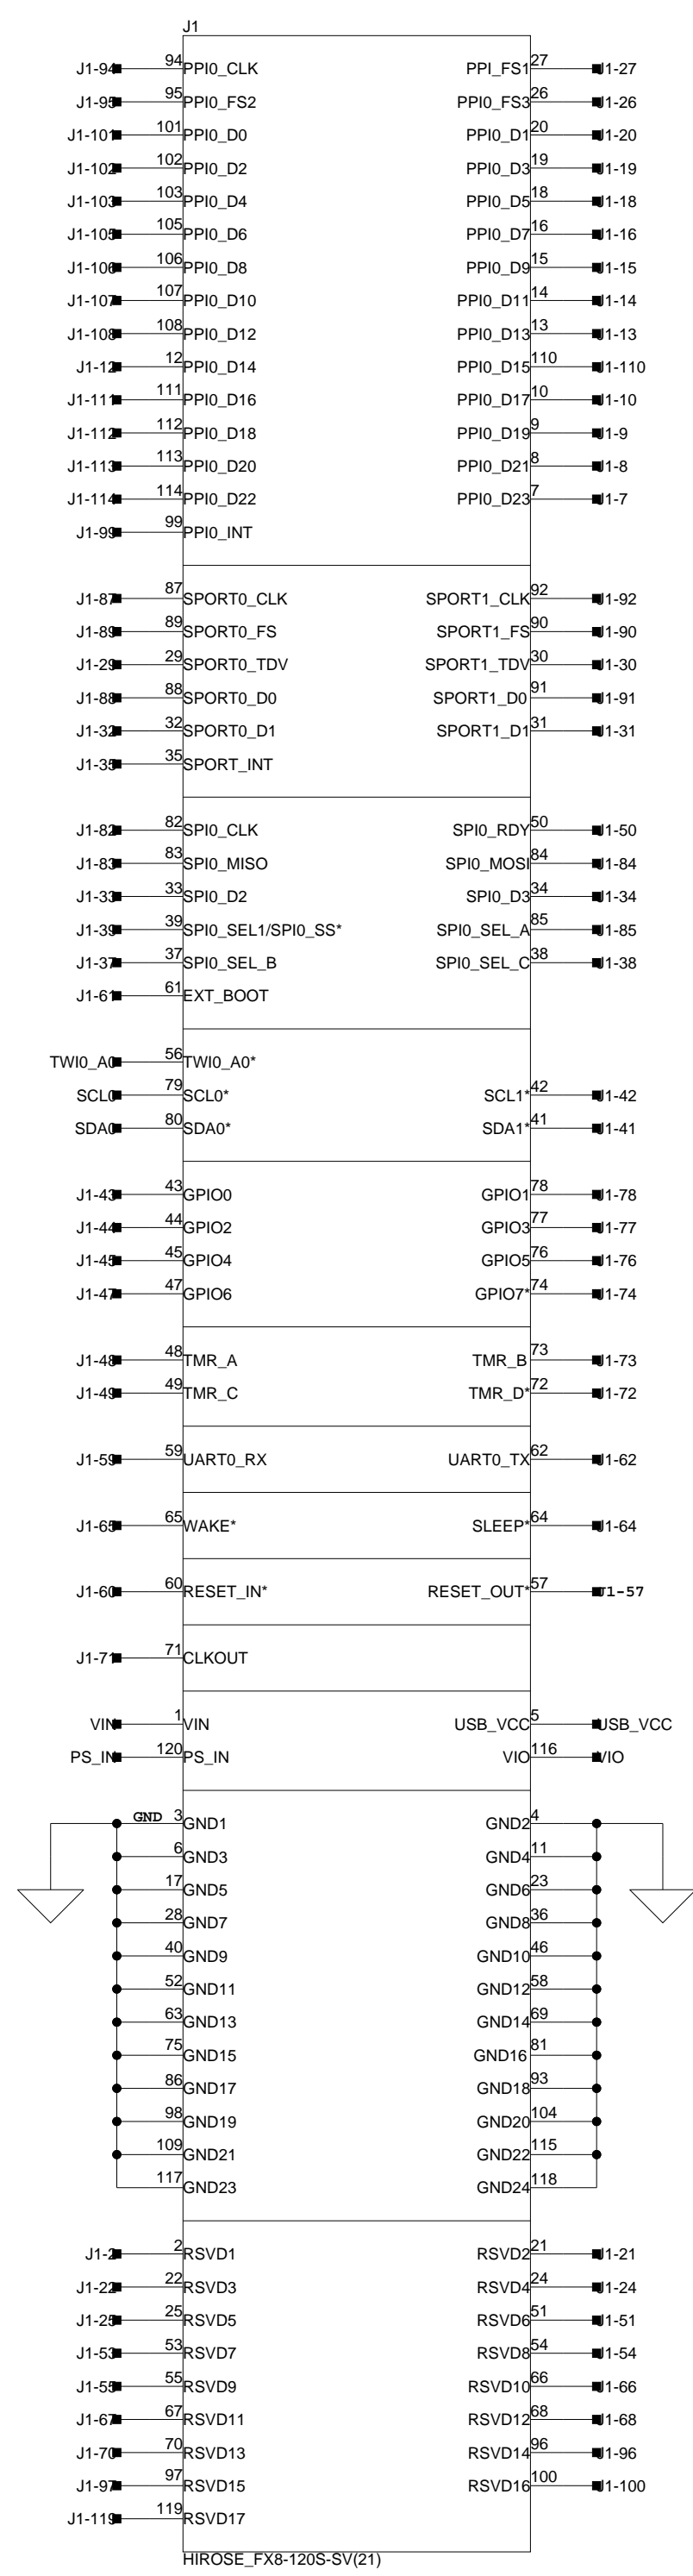 J1
J1-94 94 PPI0_CLK PPI_FS1 27 J1-27
J1-95 95 PPI0_FS2 PPI0_FS3 26 J1-26
J1-101 101 PPI0_D0 PPI0_D1 20 J1-20
J1-102 102 PPI0_D2 PPI0_D3 19 J1-19
J1-103 103 PPI0_D4 PPI0_D5 18 J1-18
J1-105 105 PPI0_D6 PPI0_D7 16 J1-16
J1-106 106 PPI0_D8 PPI0_D9 15 J1-15
J1-107 107 PPI0_D10 PPI0_D11 14 J1-14
J1-108 108 PPI0_D12 PPI0_D13 13 J1-13
J1-12 12 PPI0_D14 PPI0_D15 110 J1-110
J1-111 111 PPI0_D16 PPI0_D17 10 J1-10
J1-112 112 PPI0_D18 PPI0_D19 9 J1-9
J1-113 113 PPI0_D20 PPI0_D21 8 J1-8
J1-114 114 PPI0_D22 PPI0_D23 7 J1-7
J1-99 99 PPI0_INT
J1-87 87 SPORT0_CLK SPORT1_CLK 92 J1-92
J1-89 89 SPORT0_FS SPORT1_FS 90 J1-90
J1-29 29 SPORT0_TDV SPORT1_TDV 30 J1-30
J1-88 88 SPORT0_D0 SPORT1_D0 91 J1-91
J1-32 32 SPORT0_D1 SPORT1_D1 31 J1-31
J1-35 35 SPORT_INT
J1-82 82 SPI0_CLK SPI0_RDY 50 J1-50
J1-83 83 SPI0_MISO SPI0_MOSI 84 J1-84
J1-33 33 SPI0_D2 SPI0_D3 34 J1-34
J1-39 39 SPI0_SEL1/SPI0_SS* SPI0_SEL_A 85 J1-85
J1-37 37 SPI0_SEL_B SPI0_SEL_C 38 J1-38
J1-61 61 EXT_BOOT
TWI0_A0 56 TWI0_A0*
SCL0 79 SCL0* SCL1* 42 J1-42
SDA0 80 SDA0* SDA1* 41 J1-41
J1-43 43 GPIO0 GPIO1 78 J1-78
J1-44 44 GPIO2 GPIO3 77 J1-77
J1-45 45 GPIO4 GPIO5 76 J1-76
J1-47 47 GPIO6 GPIO7* 74 J1-74
J1-48 48 TMR_A TMR_B 73 J1-73
J1-49 49 TMR_C TMR_D* 72 J1-72
J1-59 59 UART0_RX UART0_TX 62 J1-62
J1-65 65 WAKE* SLEEP* 64 J1-64
J1-60 60 RESET_IN* RESET_OUT* 57 J1-57
J1-71 71 CLKOUT
VIN 1 VIN USB_VCC 5 USB_VCC
PS_IN 120 PS_IN VIO 116 VIO
GND 3 GND1 GND2 4
6 GND3 GND4 11
17 GND5 GND6 23
28 GND7 GND8 36
40 GND9 GND10 46
52 GND11 GND12 58
63 GND13 GND14 69
75 GND15 GND16 81
86 GND17 GND18 93
98 GND19 GND20 104
109 GND21 GND22 115
117 GND23 GND24 118
J1-2 2 RSVD1 RSVD2 21 J1-21
J1-22 22 RSVD3 RSVD4 24 J1-24
J1-25 25 RSVD5 RSVD6 51 J1-51
J1-53 53 RSVD7 RSVD8 54 J1-54
J1-55 55 RSVD9 RSVD10 66 J1-66
J1-67 67 RSVD11 RSVD12 68 J1-68
J1-70 70 RSVD13 RSVD14 96 J1-96
J1-97 97 RSVD15 RSVD16 100 J1-100
J1-119 119 RSVD17
HIROSE_FX8-120S-SV(21)